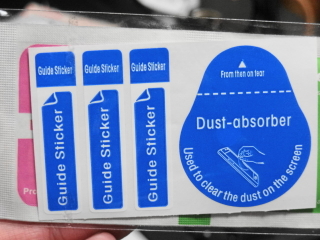 Guide Sticker
Guide Sticker
Guide Sticker
Guide Sticker
Guide Sticker
Guide Sticker
From then on tear
Dust-absorber
Used to clear the dust on the screen